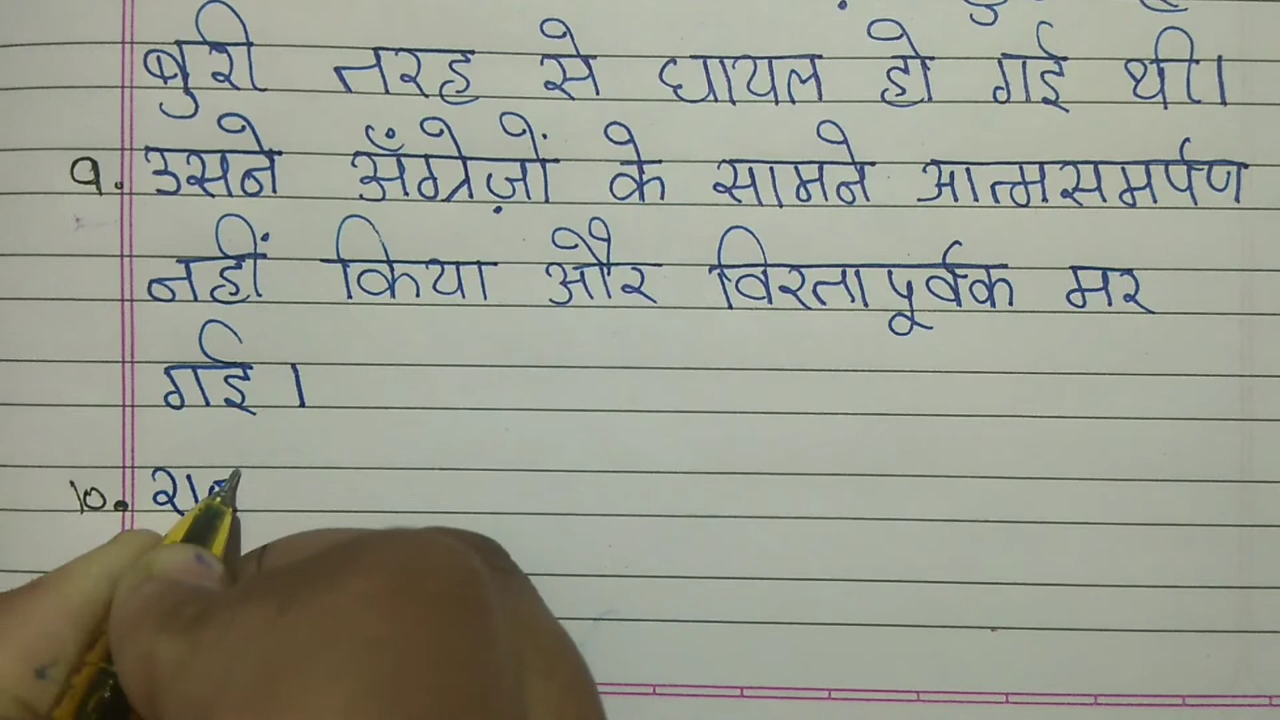 बुरी तरह से घायल हो गई थी।
9. उसने अँग्रेज़ों के सामने आत्मसमर्पण
नहीं किया और विरतापूर्वक मर
गई।
10.